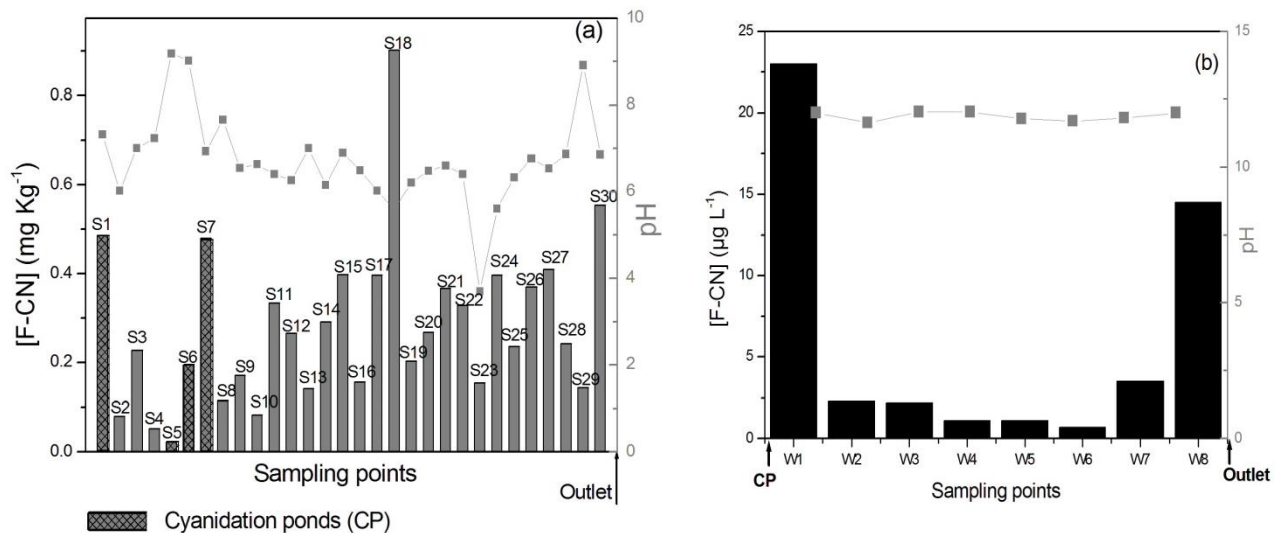 (a)
10
8
6
4
2
0
pH
0.8
0.6
0.4
0.2
0.0
[F-CN] (mg Kg⁻¹)
S1
S2
S3
S4
S5
S6
S7
S8
S9
S10
S11
S12
S13
S14
S15
S16
S17
S18
S19
S20
S21
S22
S23
S24
S25
S26
S27
S28
S29
S30
Sampling points
Outlet
Cyanidation ponds (CP)
(b)
25
20
15
10
5
0
[F-CN] (µg L⁻¹)
15
10
5
0
pH
W1 W2 W3 W4 W5 W6 W7 W8
CP
Outlet
Sampling points